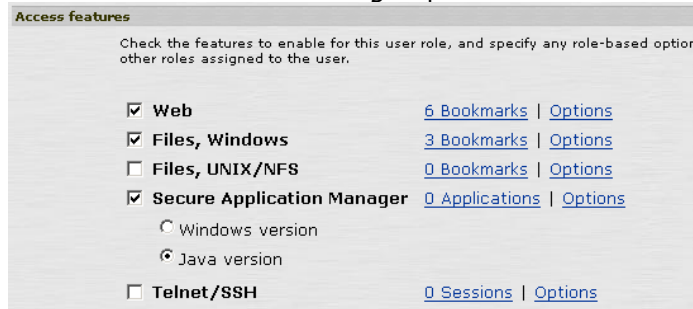 Access features
Check the features to enable for this user role, and specify any role-based option
other roles assigned to the user.
Web 6 Bookmarks | Options
Files, Windows 3 Bookmarks | Options
Files, UNIX/NFS 0 Bookmarks | Options
Secure Application Manager 0 Applications | Options
Windows version
Java version
Telnet/SSH 0 Sessions | Options